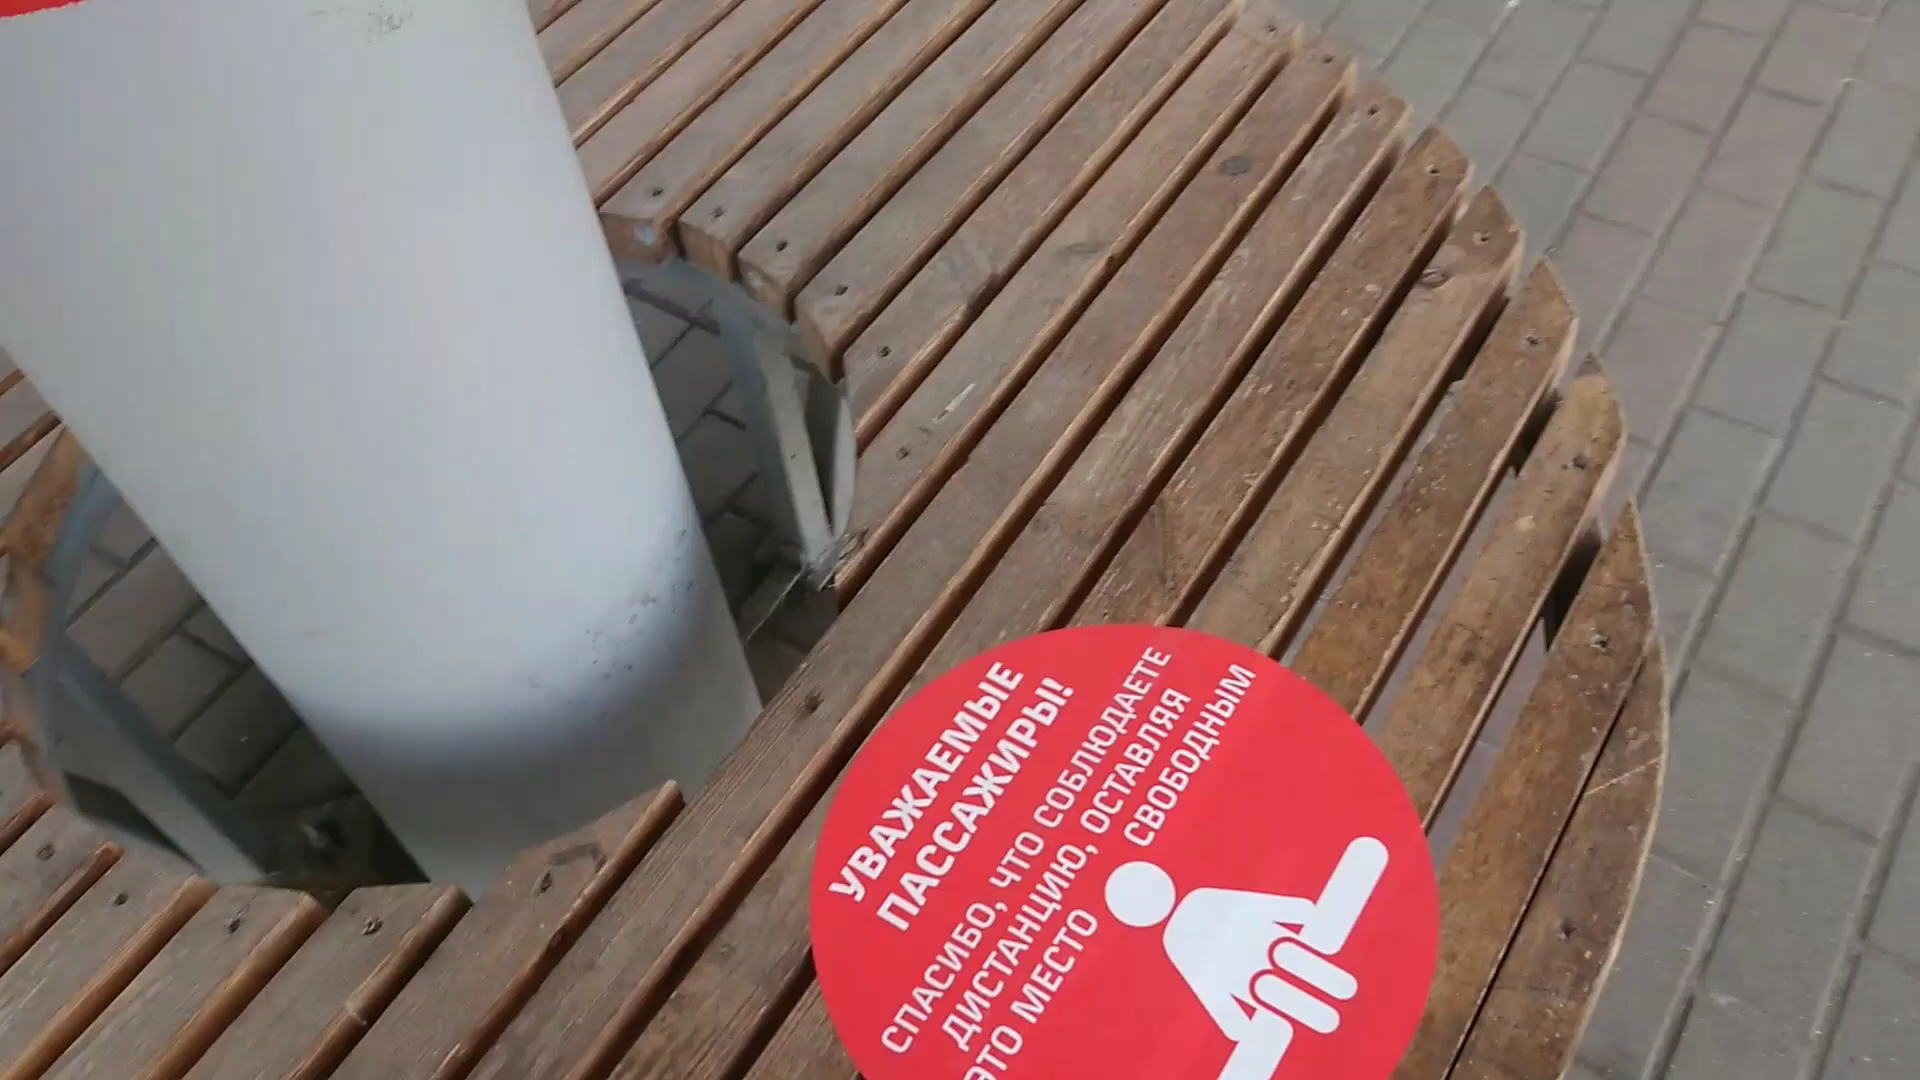 УВАЖАЕМЫЕ
ПАССАЖИРЫ!
СПАСИБО, ЧТО СОБЛЮДАЕТЕ
ДИСТАНЦИЮ, ОСТАВЛЯЯ
ЭТО МЕСТО СВОБОДНЫМ